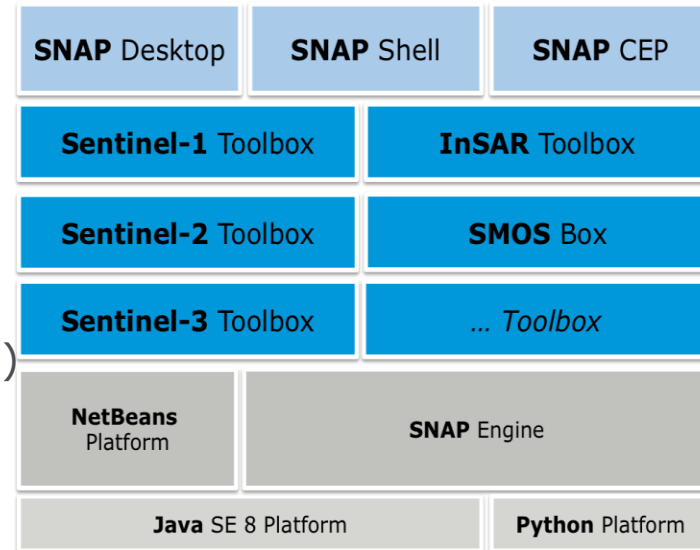 SNAP Desktop
SNAP Shell
SNAP CEP
Sentinel-1 Toolbox
InSAR Toolbox
Sentinel-2 Toolbox
SMOS Box
Sentinel-3 Toolbox
... Toolbox
)
NetBeans
Platform
SNAP Engine
Java SE 8 Platform
Python Platform